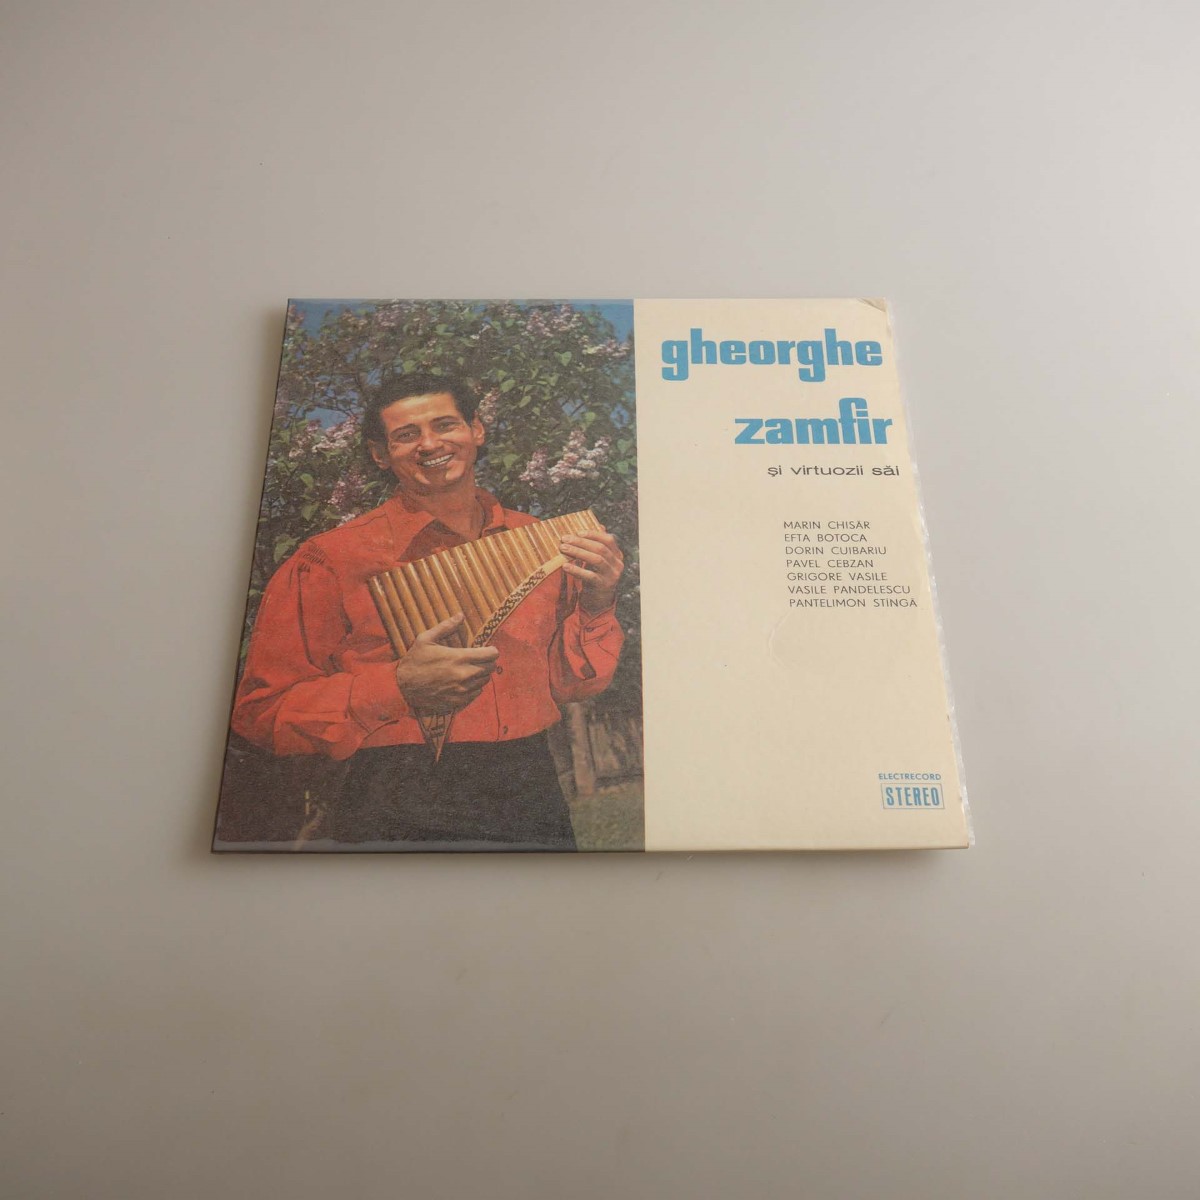 gheorghe
zamfir
și virtuozii săi
MARIN CHISĂR
EFTA BOTOCA
DORIN CUIBARIU
PAVEL CEBZAN
GRIGORE VASILE
VASILE PANDELESCU
PANTELIMON STÎNGĂ
ELECTRECORD
STEREO